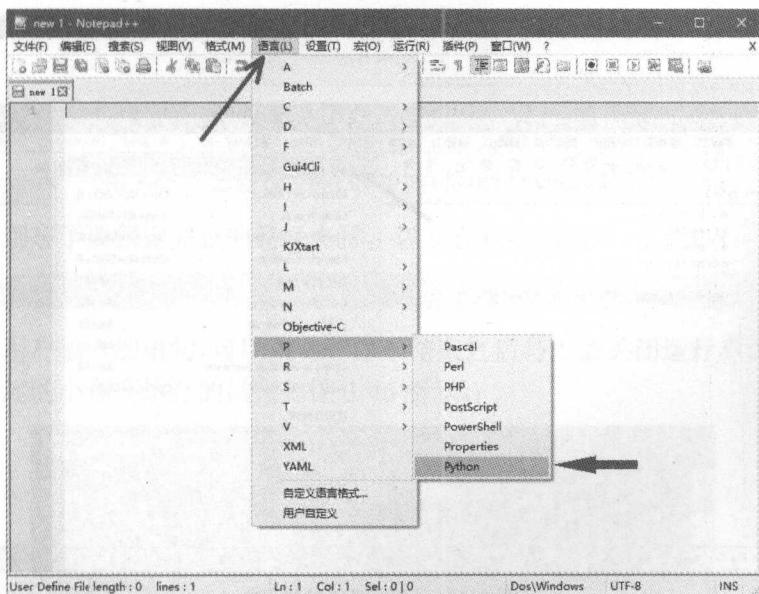 new 1 - Notepad++
文件(F) 编辑(E) 搜索(S) 视图(V) 格式(M) 语言(L) 设置(T) 宏(O) 运行(R) 插件(P) 窗口(W) ? X
new 1
1
A
Batch
C
D
F
Gui4Cli
H
I
J
KIXtart
L
M
N
Objective-C
P
R
S
T
V
XML
YAML
自定义语言格式...
用户自定义
Pascal
Perl
PHP
PostScript
PowerShell
Properties
Python
User Define File length : 0 lines : 1 Ln : 1 Col : 1 Sel : 0 | 0 Dos\Windows UTF-8 INS